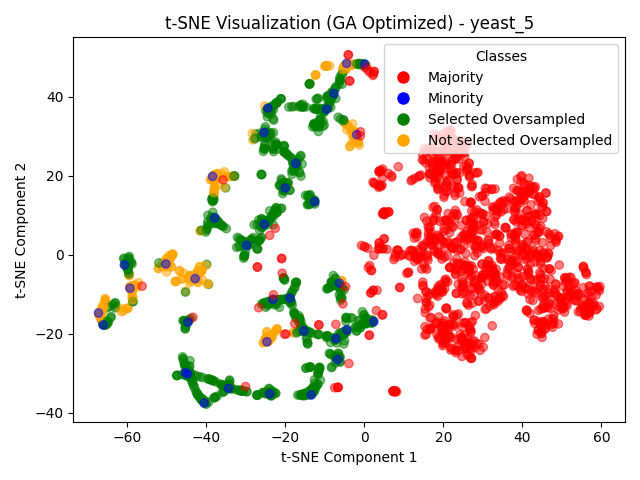 t-SNE Visualization (GA Optimized) - yeast_5
Classes
Majority
Minority
Selected Oversampled
Not selected Oversampled
t-SNE Component 2
40
20
0
−20
−40
−60
−40
−20
0
20
40
60
t-SNE Component 1